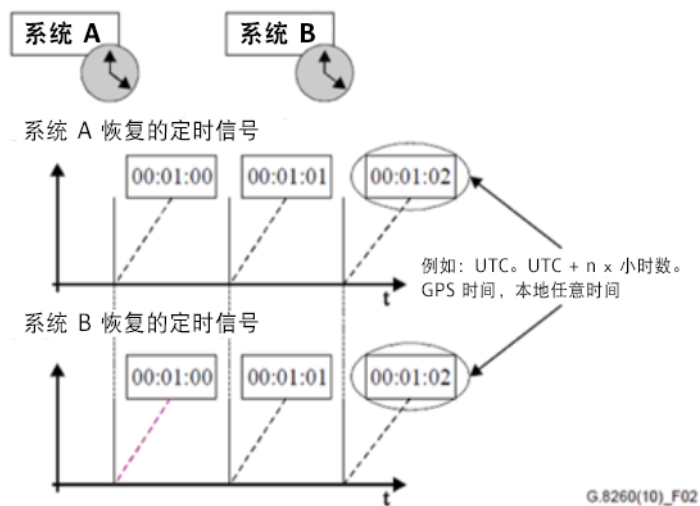 系统 A
系统 B
系统 A 恢复的定时信号
00:01:00
00:01:01
00:01:02
t
例如：UTC。UTC + n x 小时数。
GPS 时间，本地任意时间
系统 B 恢复的定时信号
00:01:00
00:01:01
00:01:02
t
G.8260(10)_F02